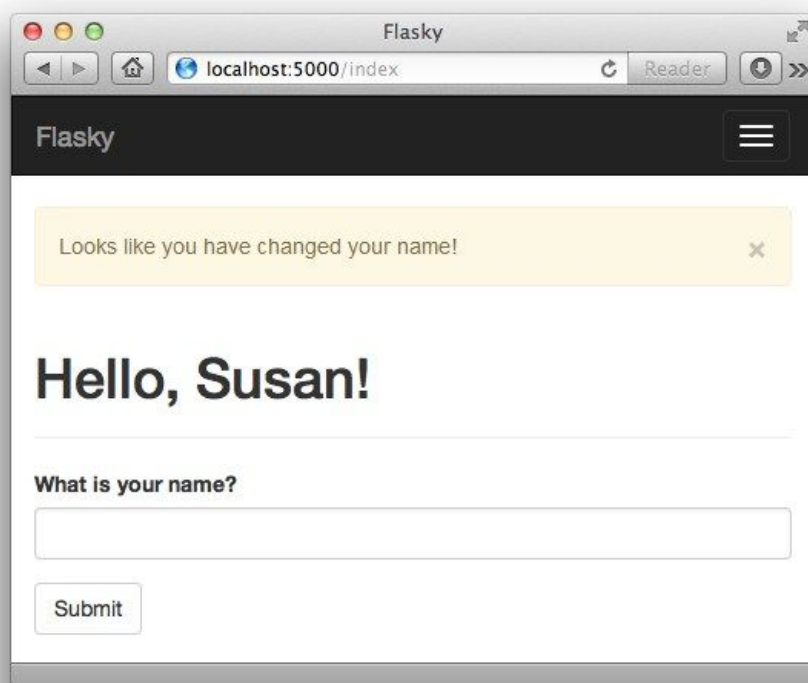 Flasky
localhost:5000/index
Reader
Flasky
Looks like you have changed your name!
×
Hello, Susan!
What is your name?
Submit